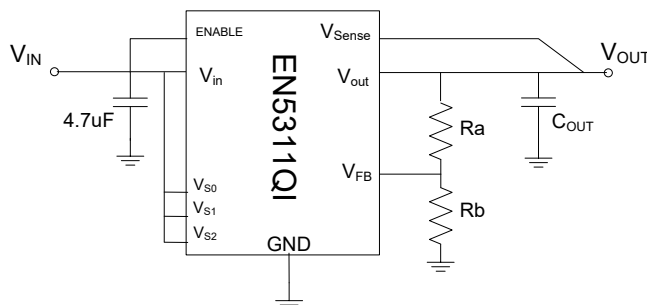 ENABLE
V_Sense
V_IN
V_in
V_out
V_OUT
4.7uF
EN5311QI
Ra
C_OUT
V_FB
V_S0
V_S1
V_S2
Rb
GND